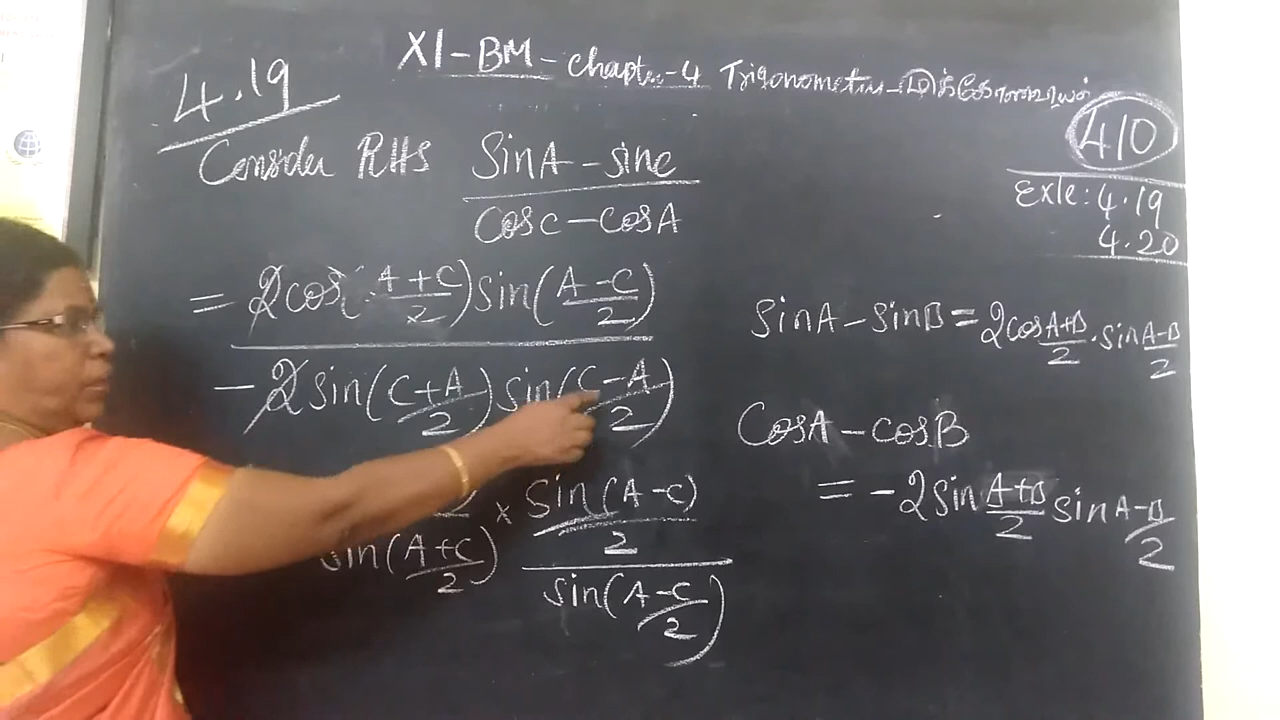 XI - BM - Chapter - 4 Trigonometry
4.19
410
Exle: 4.19
4.20
Consider RHS SinA - sinC
CosC - CosA
= 2cos(A+C/2) sin(A-C/2)
- 2 sin(C+A/2) sin(C-A/2)
sin(A+C/2) × Sin(A-C)/2
sin(A-C/2)
SinA - sinB = 2cos A+B/2 . sin A-B/2
CosA - cosB
= -2 sin A+B/2 sin A-B/2